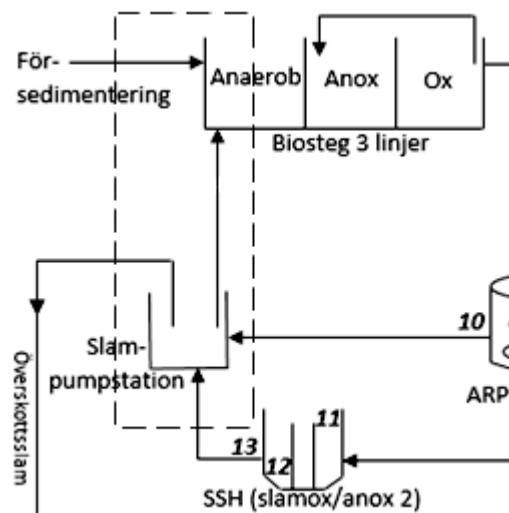 För-
sedimentering
Anaerob
Anox
Ox
Biosteg 3 linjer
10
Slam-
pumpstation
ARP
Överskottsslam
13
12
11
SSH (slamox/anox 2)